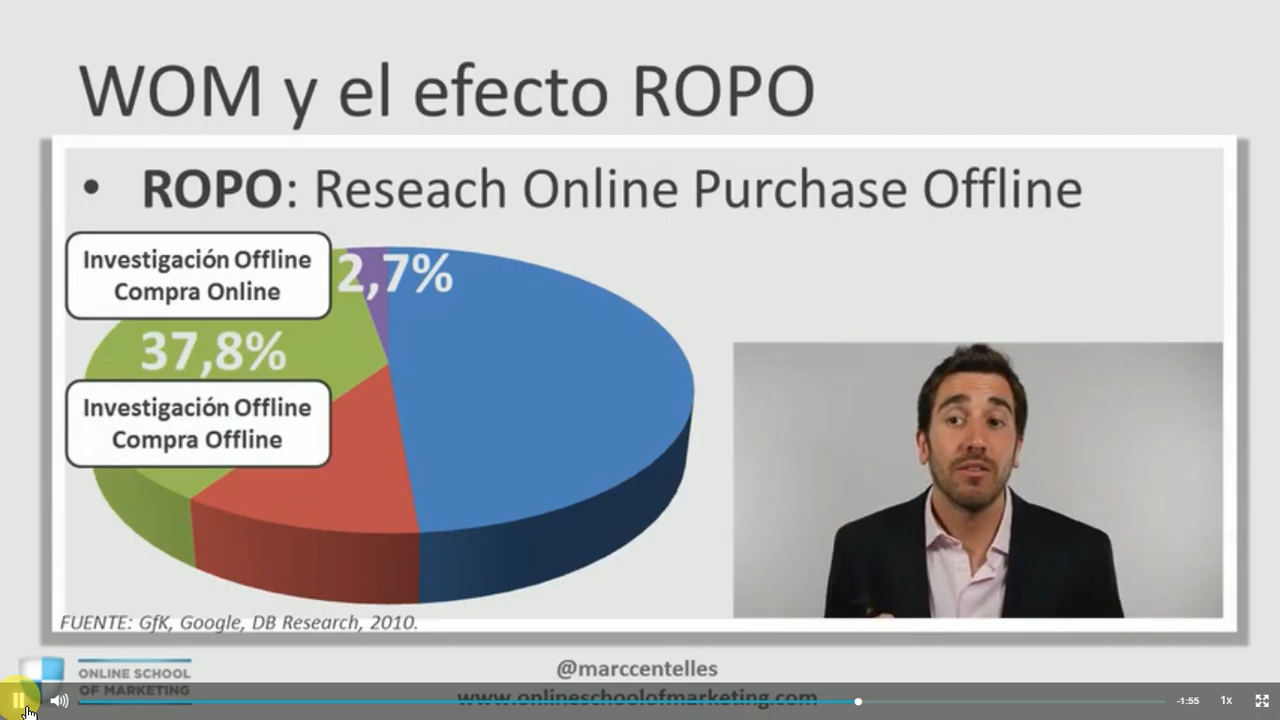 WOM y el efecto ROPO
• ROPO: Reseach Online Purchase Offline
Investigación Offline
Compra Online
2,7%
37,8%
Investigación Offline
Compra Offline
FUENTE: GfK, Google, DB Research, 2010.
ONLINE SCHOOL
OF MARKETING
@marccentelles
www.onlineschoolofmarketing.com
-1:55
1x